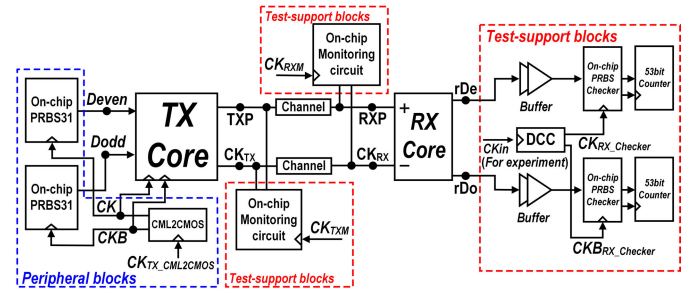 Test-support blocks
On-chip
Monitoring
circuit
CKRXM
Test-support blocks
On-chip
PRBS31
Deven
TX
Core
TXP
Channel
RXP
+
RX
Core
rDe
Buffer
On-chip
PRBS
Checker
53bit
Counter
Dodd
CKTX
Channel
CKRX
−
CKin
(For experiment)
DCC
CKRX_Checker
On-chip
PRBS31
CK
CKB
CML2CMOS
On-chip
Monitoring
circuit
CKTXM
rDo
Buffer
On-chip
PRBS
Checker
53bit
Counter
CKTX_CML2CMOS
CKBRX_Checker
Peripheral blocks
Test-support blocks